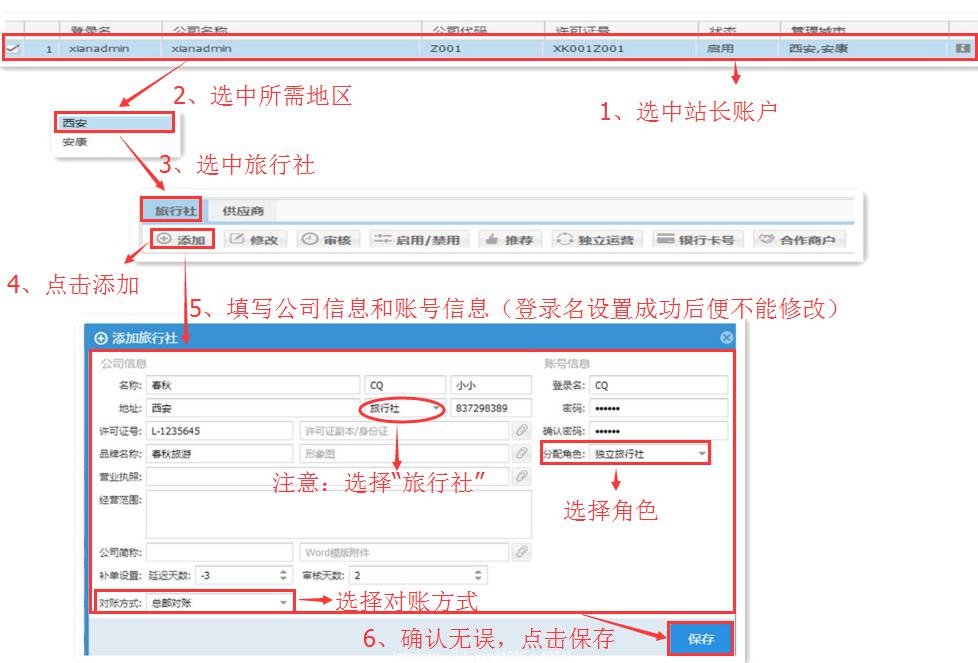 登录名 公司名称 公司代码 许可证号 状态 管理城市
1 xianadmin xianadmin Z001 XK001Z001 启用 西安,安康
2、选中所需地区
1、选中站长账户
西安
安康
3、选中旅行社
旅行社 供应商
添加 修改 审核 启用/禁用 推荐 独立运营 银行卡号 合作商户
4、点击添加
5、填写公司信息和账号信息（登录名设置成功后便不能修改）
添加旅行社
公司信息 账号信息
名称: 春秋 CQ 小小 登录名: CQ
地址: 西安 旅行社 837298389 密码: ••••••
许可证号: L-1235645 许可证副本/身份证 确认密码: ••••••
品牌名称: 春秋旅游 形象图 分配角色: 独立旅行社
营业执照: 注意：选择“旅行社”
经营范围: 选择角色
公司简称: Word模版附件
补单设置: 延迟天数: -3 审核天数: 2
对账方式: 总部对账 选择对账方式
6、确认无误，点击保存 保存